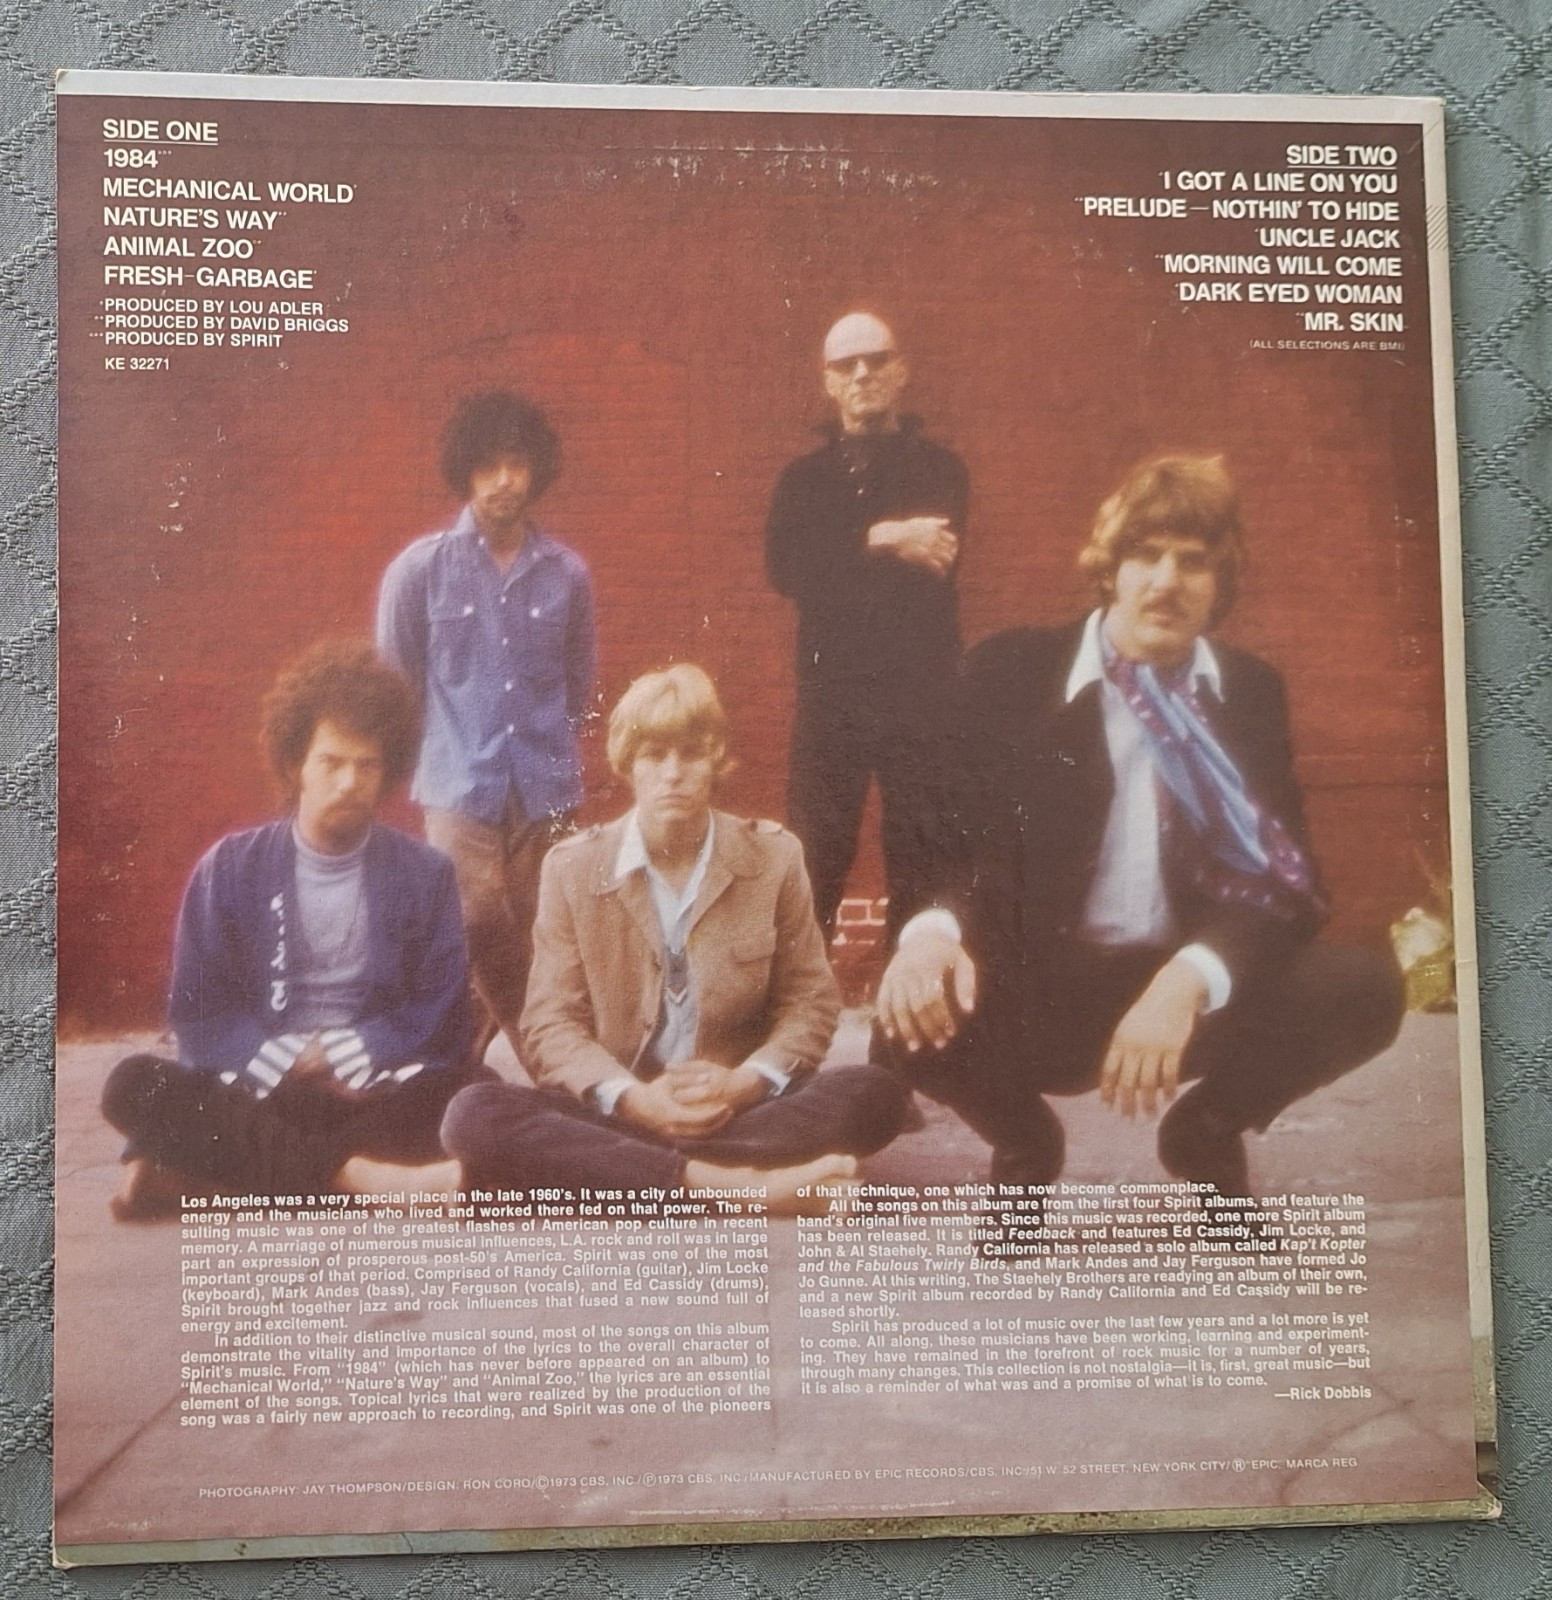 SIDE ONE
1984***
MECHANICAL WORLD*
NATURE'S WAY**
ANIMAL ZOO**
FRESH-GARBAGE*
*PRODUCED BY LOU ADLER
**PRODUCED BY DAVID BRIGGS
***PRODUCED BY SPIRIT
KE 32271
SIDE TWO
*I GOT A LINE ON YOU
**PRELUDE—NOTHIN' TO HIDE
*UNCLE JACK
**MORNING WILL COME
*DARK EYED WOMAN
**MR. SKIN
(ALL SELECTIONS ARE BMI)
Los Angeles was a very special place in the late 1960's. It was a city of unbounded
energy and the musicians who lived and worked there fed on that power. The re-
sulting music was one of the greatest flashes of American pop culture in recent
memory. A marriage of numerous musical influences, L.A. rock and roll was in large
part an expression of prosperous post-50's America. Spirit was one of the most
important groups of that period. Comprised of Randy California (guitar), Jim Locke
(keyboard), Mark Andes (bass), Jay Ferguson (vocals), and Ed Cassidy (drums),
Spirit brought together jazz and rock influences that fused a new sound full of
energy and excitement.
In addition to their distinctive musical sound, most of the songs on this album
demonstrate the vitality and importance of the lyrics to the overall character of
Spirit's music. From "1984" (which has never before appeared on an album) to
"Mechanical World," "Nature's Way" and "Animal Zoo," the lyrics are an essential
element of the songs. Topical lyrics that were realized by the production of the
song was a fairly new approach to recording, and Spirit was one of the pioneers
of that technique, one which has now become commonplace.
All the songs on this album are from the first four Spirit albums, and feature the
band's original five members. Since this music was recorded, one more Spirit album
has been released. It is titled Feedback and features Ed Cassidy, Jim Locke, and
John & Al Staehely. Randy California has released a solo album called Kap't Kopter
and the Fabulous Twirly Birds, and Mark Andes and Jay Ferguson have formed Jo
Jo Gunne. At this writing, The Staehely Brothers are readying an album of their own,
and a new Spirit album recorded by Randy California and Ed Cassidy will be re-
leased shortly.
Spirit has produced a lot of music over the last few years and a lot more is yet
to come. All along, these musicians have been working, learning and experiment-
ing. They have remained in the forefront of rock music for a number of years,
through many changes. This collection is not nostalgia—it is, first, great music—but
it is also a reminder of what was and a promise of what is to come.
—Rick Dobbis
PHOTOGRAPHY: JAY THOMPSON/DESIGN: RON CORO/©1973 CBS, INC./℗1973 CBS, INC./MANUFACTURED BY EPIC RECORDS/CBS, INC./51 W. 52 STREET, NEW YORK CITY/® "EPIC," MARCA REG.